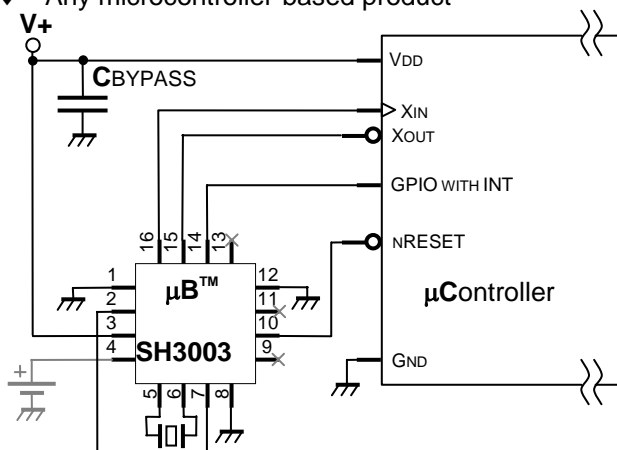 Any microcontroller-based product
V+
CBYPASS
VDD
XIN
XOUT
GPIO WITH INT
NRESET
GND
µController
16 15 14 13
1 2 3 4
12 11 10 9
5 6 7 8
µB™
SH3003
+